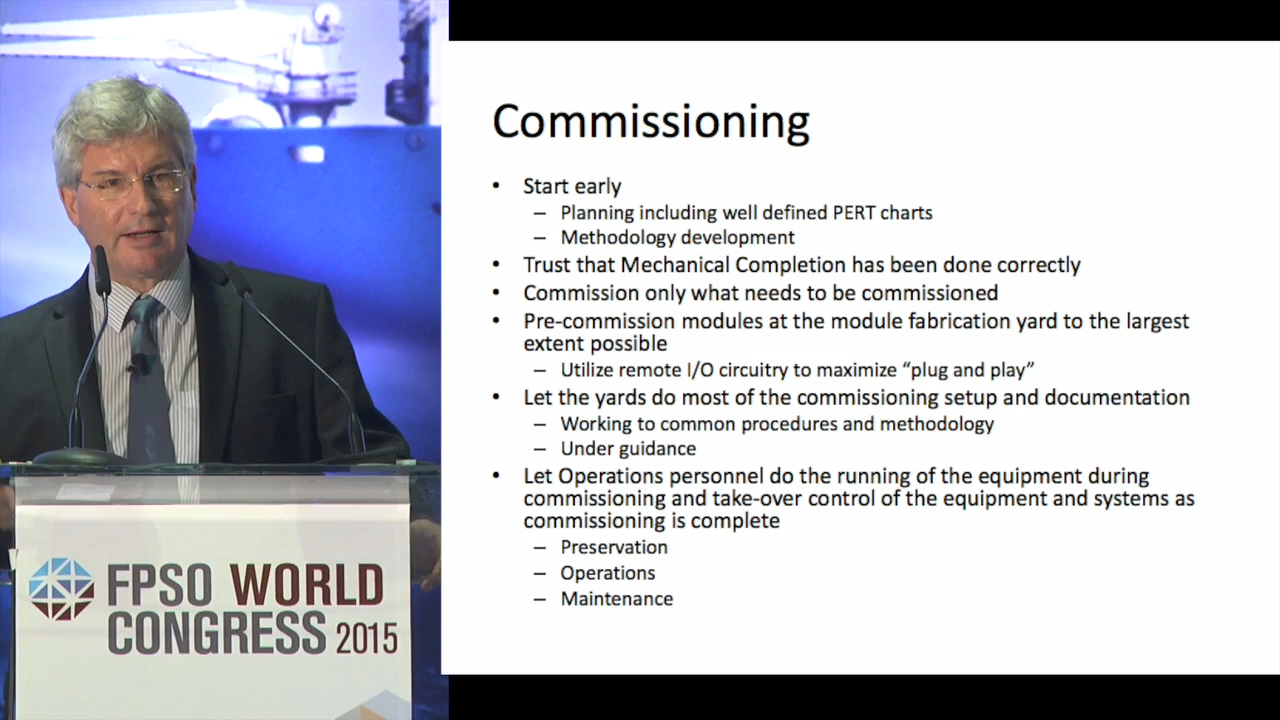 Commissioning
• Start early
– Planning including well defined PERT charts
– Methodology development
• Trust that Mechanical Completion has been done correctly
• Commission only what needs to be commissioned
• Pre-commission modules at the module fabrication yard to the largest
extent possible
– Utilize remote I/O circuitry to maximize “plug and play”
• Let the yards do most of the commissioning setup and documentation
– Working to common procedures and methodology
– Under guidance
• Let Operations personnel do the running of the equipment during
commissioning and take-over control of the equipment and systems as
commissioning is complete
– Preservation
– Operations
– Maintenance
FPSO WORLD
CONGRESS 2015